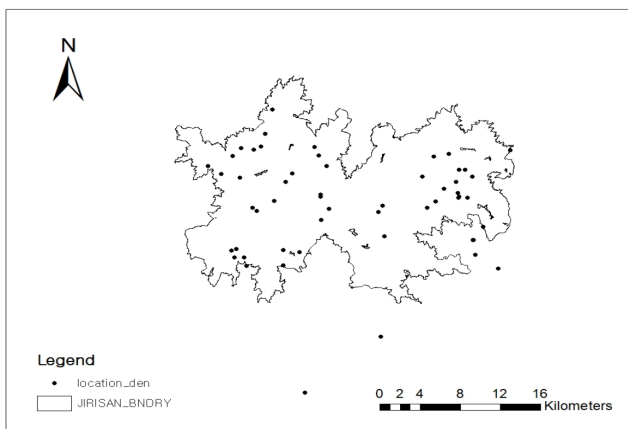 N
Legend
location_den
JIRISAN_BNDRY
0 2 4 8 12 16
Kilometers